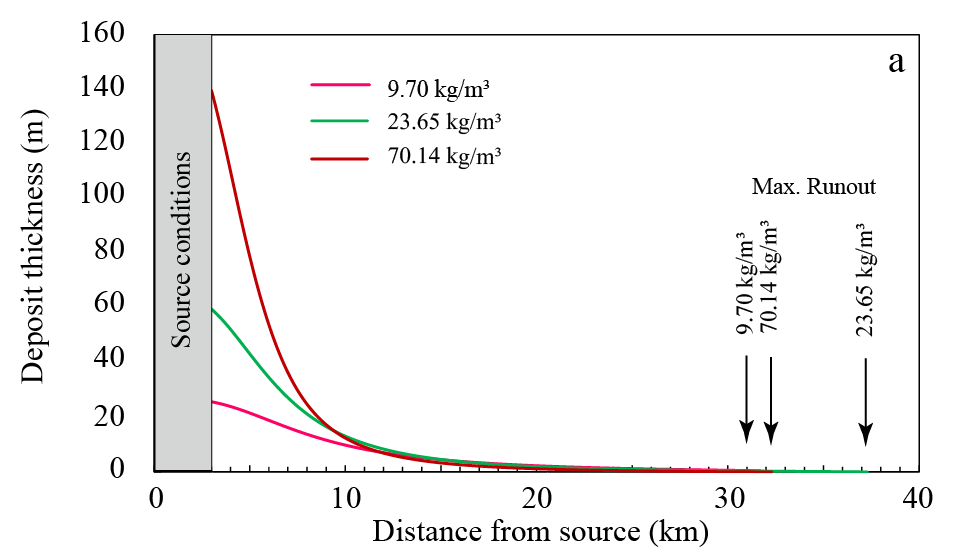 160
140
120
100
80
60
40
20
0
Deposit thickness (m)
Source conditions
a
9.70 kg/m³
23.65 kg/m³
70.14 kg/m³
Max. Runout
9.70 kg/m³
70.14 kg/m³
23.65 kg/m³
0 10 20 30 40
Distance from source (km)